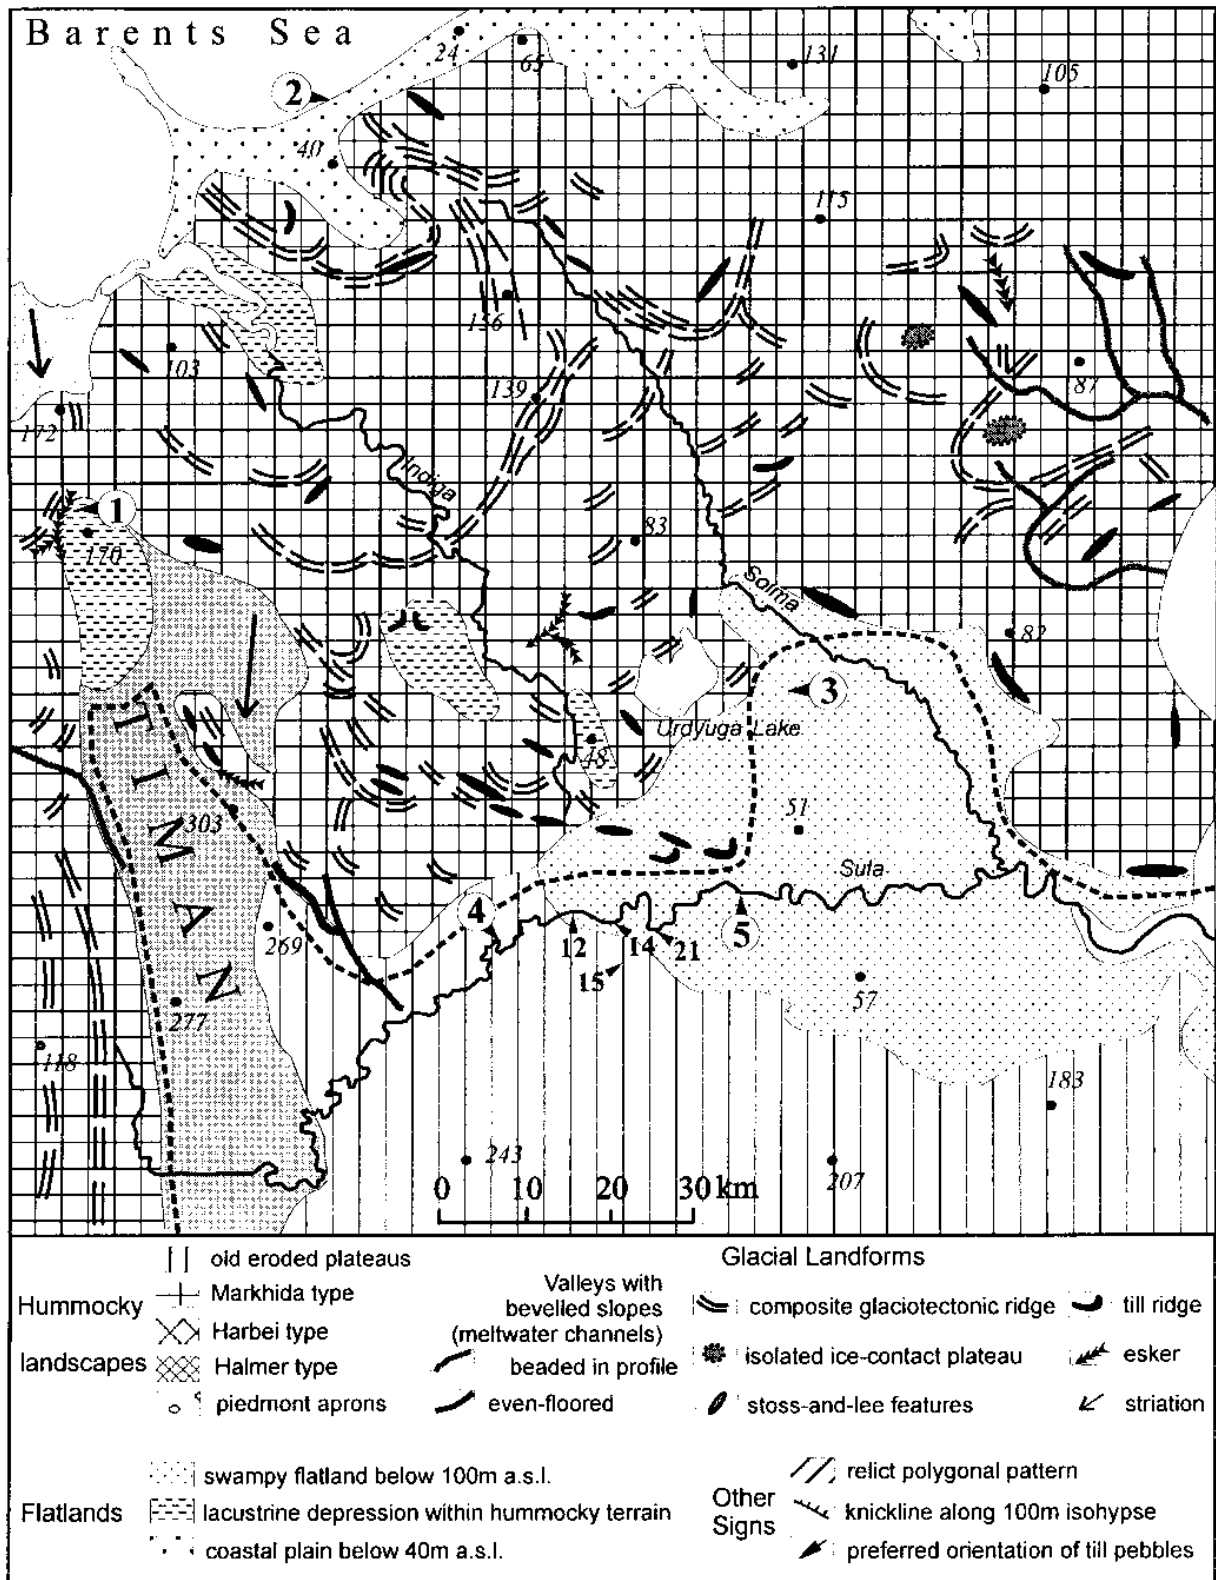 Barents Sea
24
65
131
105
2
40
115
136
103
139
87
172
Indiga
1
170
83
Soima
82
3
Urdyuga Lake
48
51
303
TIMAN
Sula
4
269
12
14
21
5
15
57
277
118
183
243
207
0 10 20 30 km
old eroded plateaus
Glacial Landforms
Hummocky
landscapes
Markhida type
Harbei type
Halmer type
piedmont aprons
Valleys with
bevelled slopes
(meltwater channels)
beaded in profile
even-floored
composite glaciotectonic ridge
till ridge
isolated ice-contact plateau
esker
stoss-and-lee features
striation
Flatlands
swampy flatland below 100m a.s.l.
lacustrine depression within hummocky terrain
coastal plain below 40m a.s.l.
Other
Signs
relict polygonal pattern
knickline along 100m isohypse
preferred orientation of till pebbles